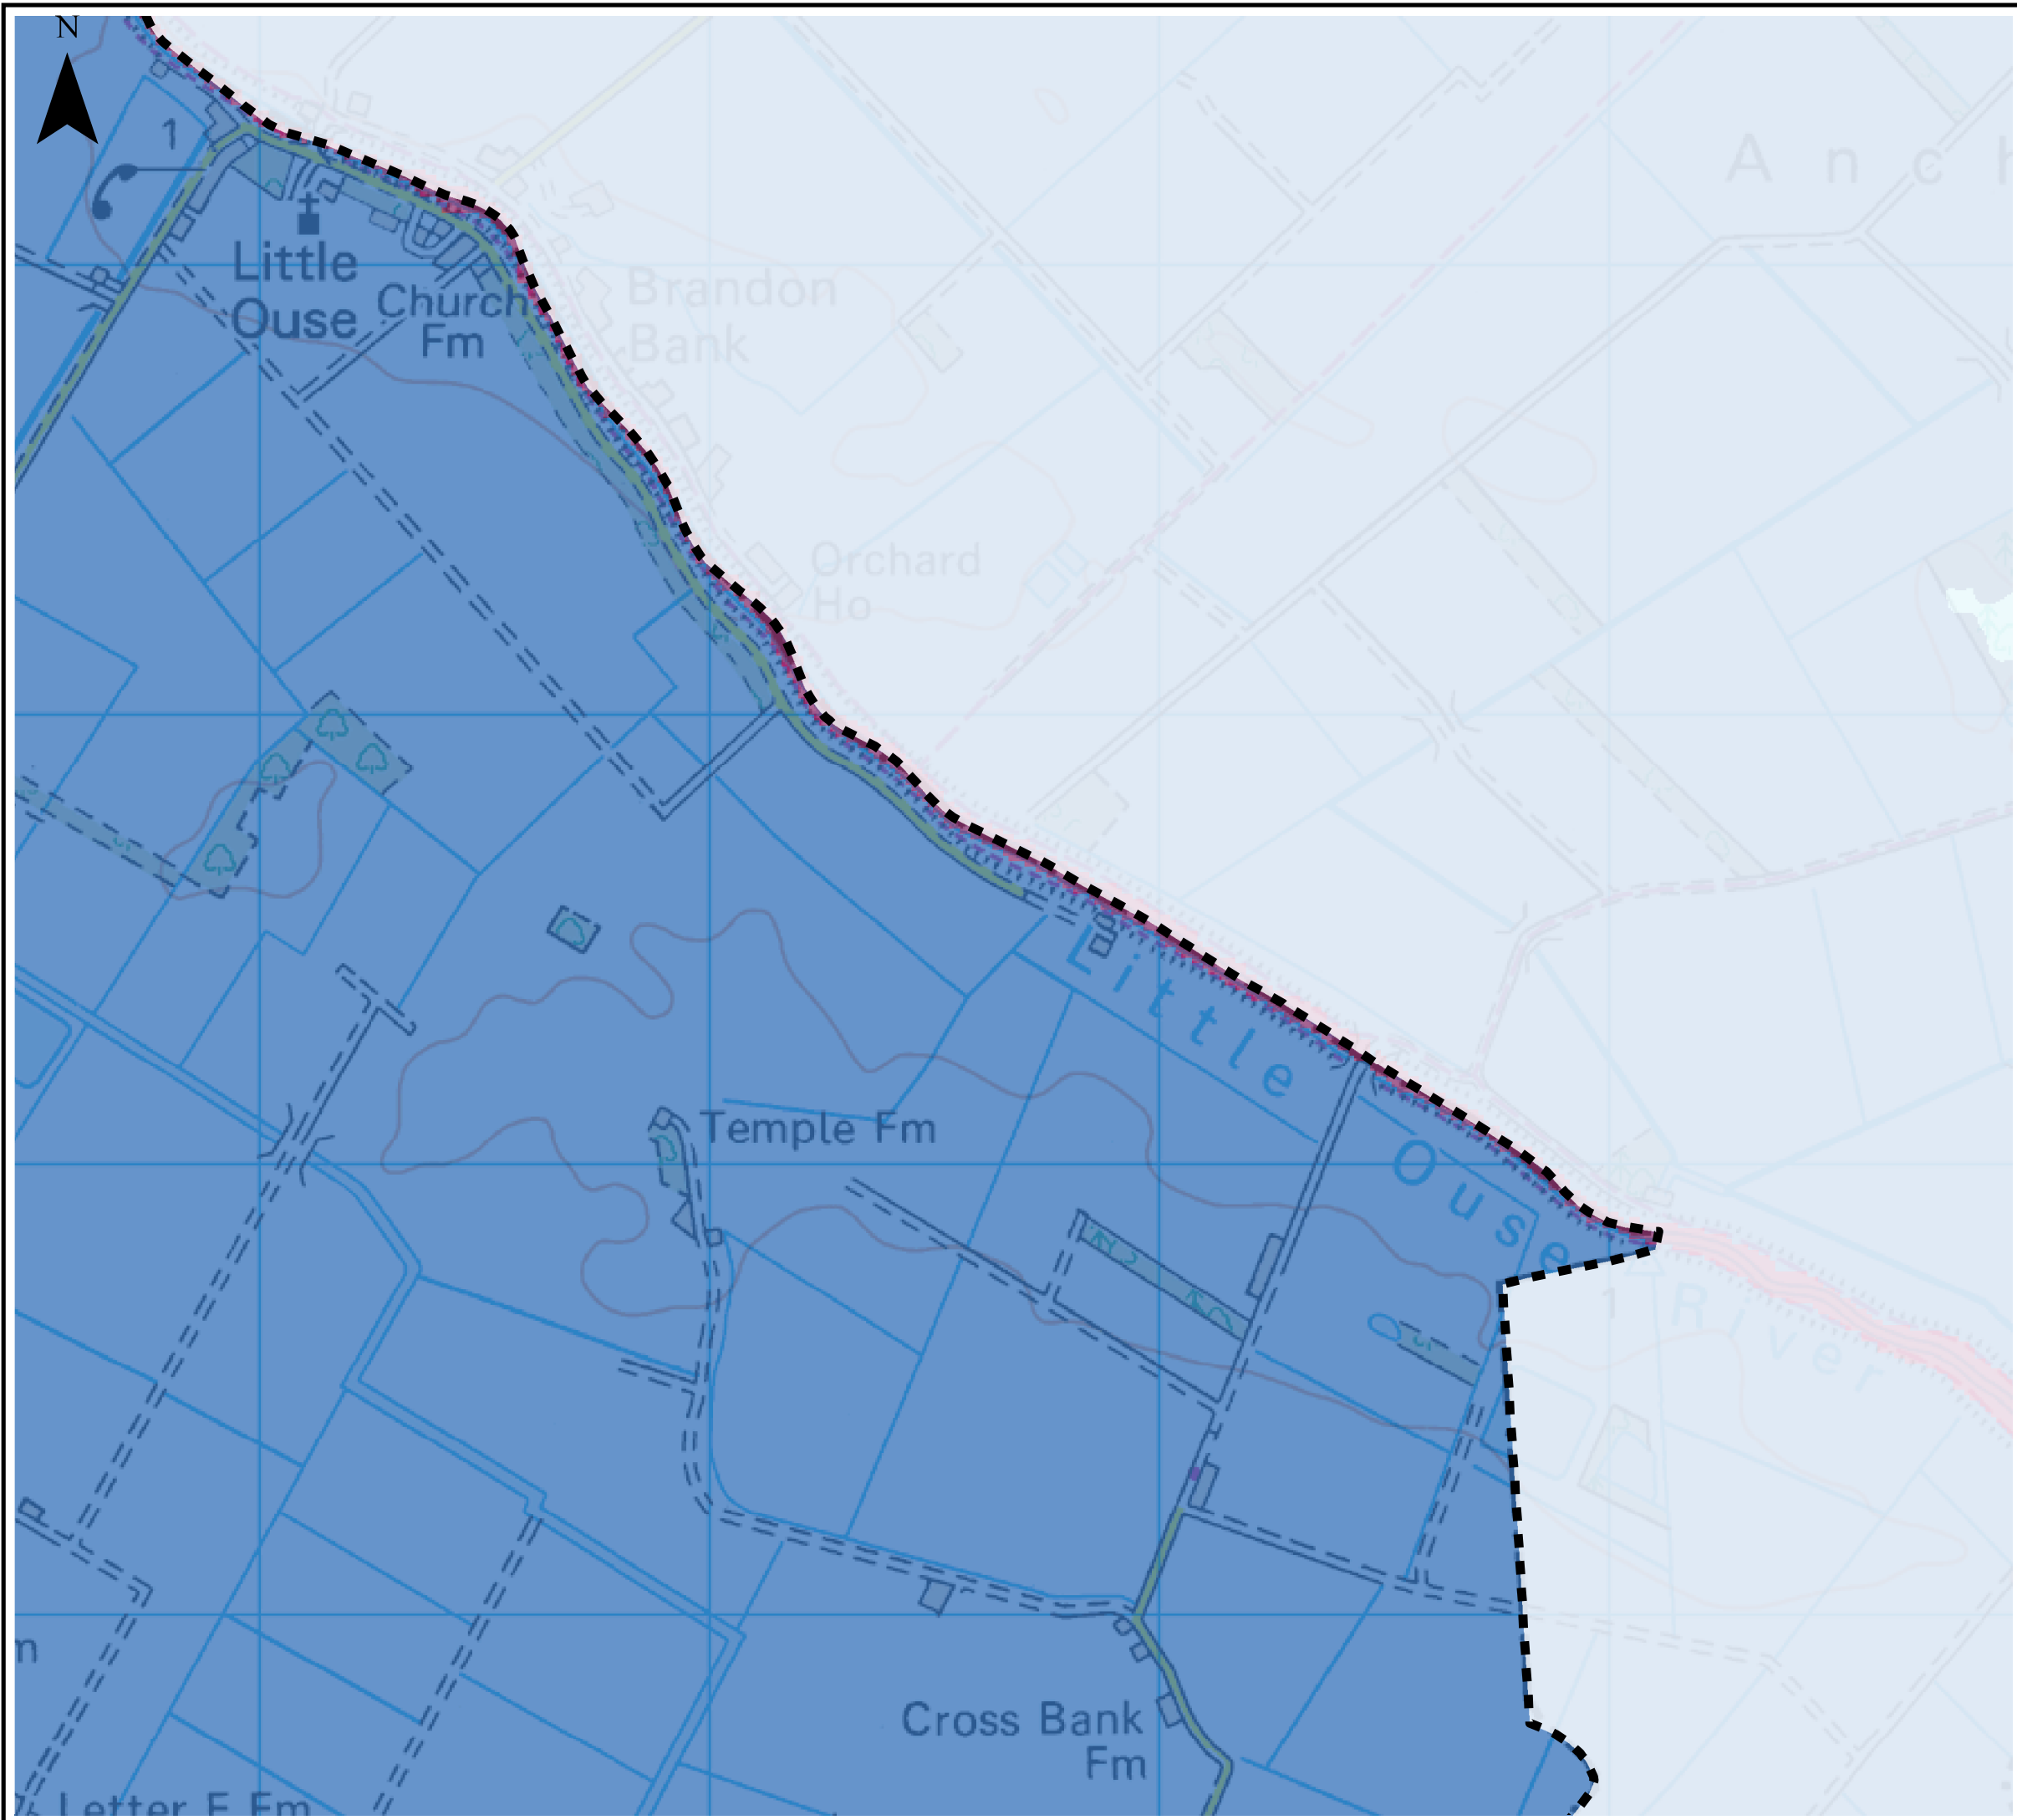 N
1
Anch
Little
Ouse
Church
Fm
Brandon
Bank
Orchard
Ho
Little
Ouse
Temple Fm
1
River
m
Cross Bank
Fm
Letter F Fm